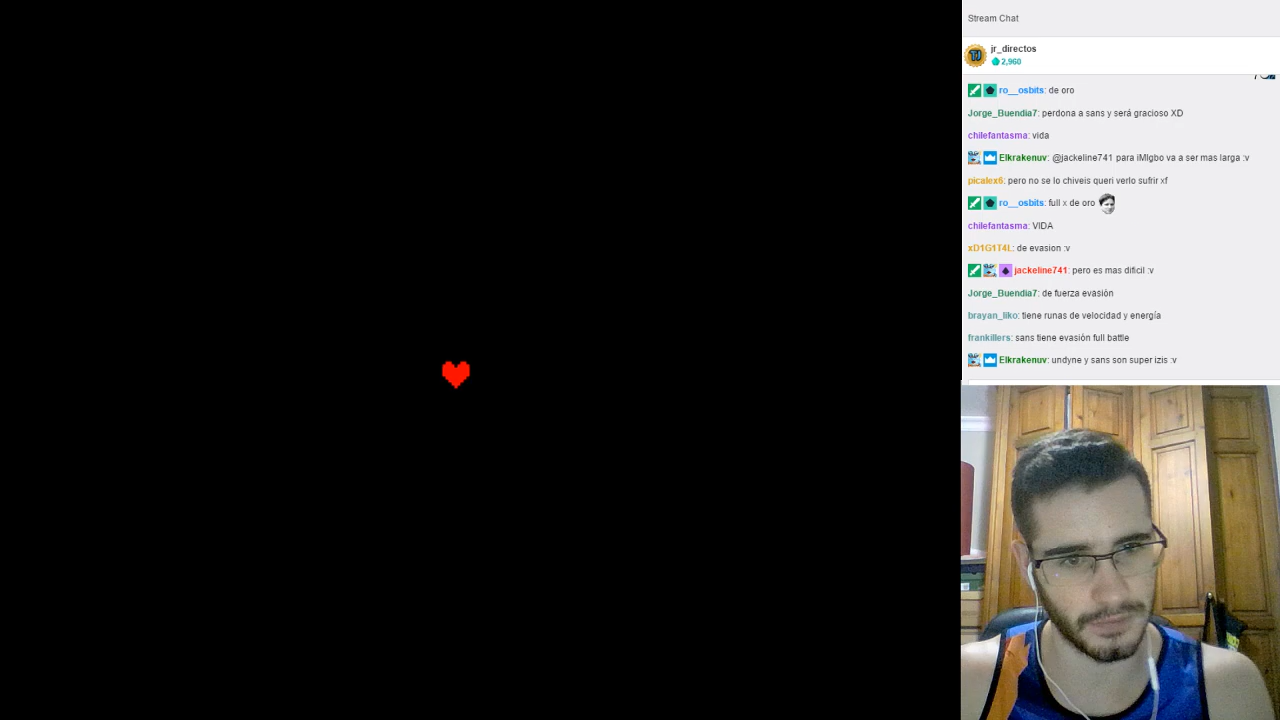 Stream Chat
jr_directos
2,960
ro__osbits: de oro
Jorge_Buendia7: perdona a sans y será gracioso XD
chilefantasma: vida
Elkrakenuv: @jackeline741 para iMIgbo va a ser mas larga :v
picalex6: pero no se lo chiveis queri verlo sufrir xf
ro__osbits: full x de oro
chilefantasma: VIDA
xD1G1T4L: de evasion :v
jackeline741: pero es mas dificil :v
Jorge_Buendia7: de fuerza evasión
brayan_liko: tiene runas de velocidad y energía
frankillers: sans tiene evasión full battle
Elkrakenuv: undyne y sans son super izis :v